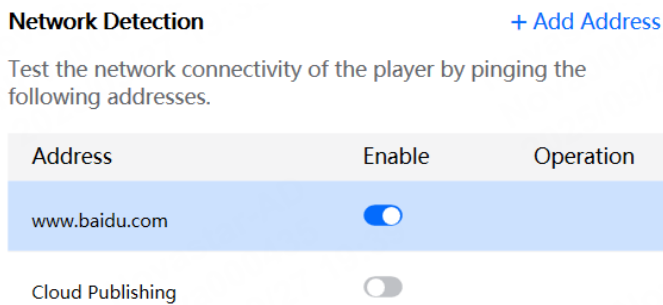 Network Detection
+ Add Address
Test the network connectivity of the player by pinging the
following addresses.
Address Enable Operation
www.baidu.com
Cloud Publishing